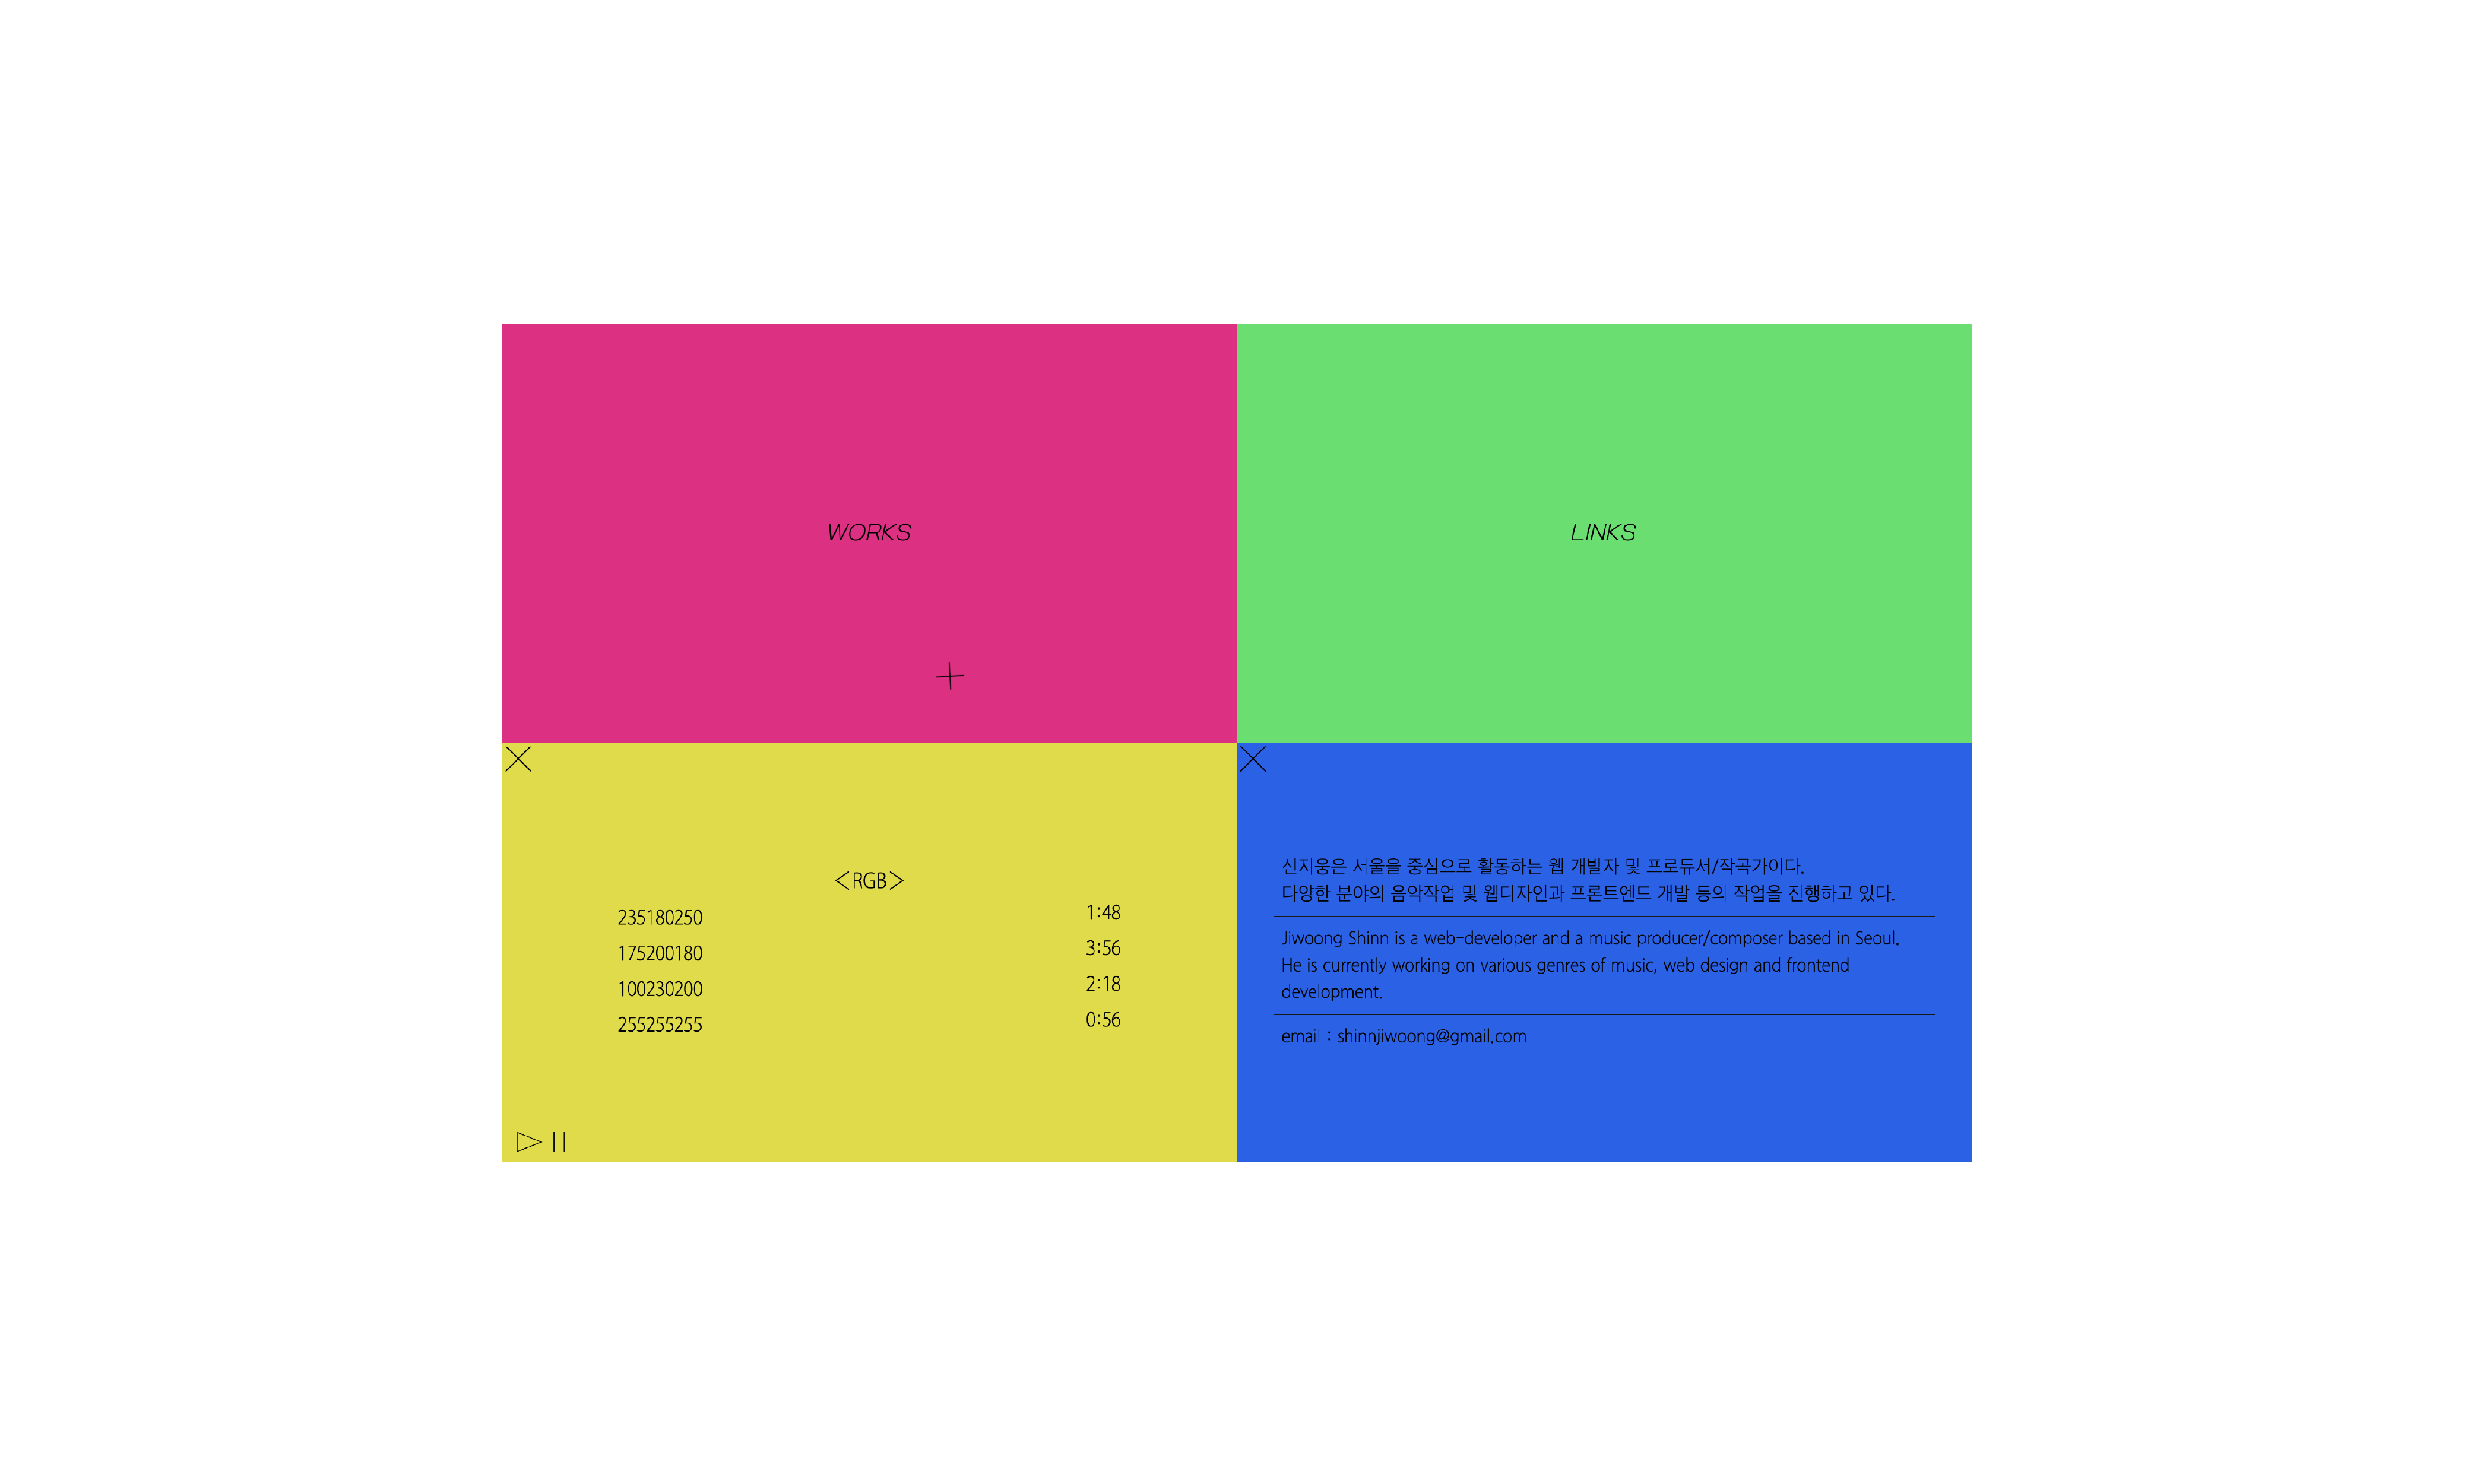 WORKS
LINKS
<RGB>
235180250 1:48
175200180 3:56
100230200 2:18
255255255 0:56
신지웅은 서울을 중심으로 활동하는 웹 개발자 및 프로듀서/작곡가이다.
다양한 분야의 음악작업 및 웹디자인과 프론트엔드 개발 등의 작업을 진행하고 있다.
Jiwoong Shinn is a web-developer and a music producer/composer based in Seoul.
He is currently working on various genres of music, web design and frontend
development.
email : shinnjiwoong@gmail.com